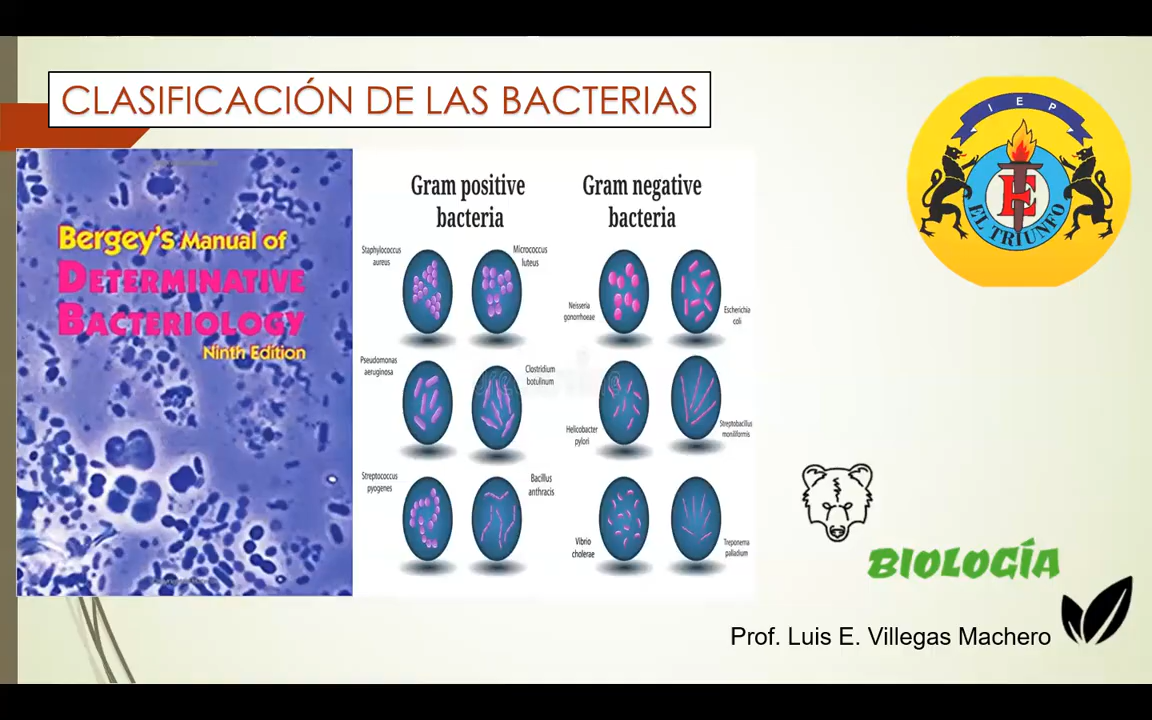 CLASIFICACIÓN DE LAS BACTERIAS
Bergey's Manual of
DETERMINATIVE
BACTERIOLOGY
Ninth Edition
Gram positive
bacteria
Staphylococcus
aureus
Micrococcus
luteus
Pseudomonas
aeruginosa
Clostridium
botulinum
Streptococcus
pyogenes
Bacillus
anthracis
Gram negative
bacteria
Neisseria
gonorrhoeae
Escherichia
coli
Helicobacter
pylori
Streptobacillus
moniliformis
Vibrio
cholerae
Treponema
palladium
I E P
E
EL TRIUNFO
BIOLOGÍA
Prof. Luis E. Villegas Machero